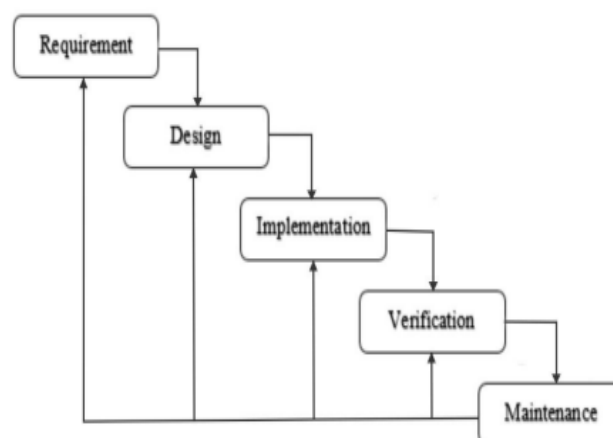 Requirement
Design
Implementation
Verification
Maintenance